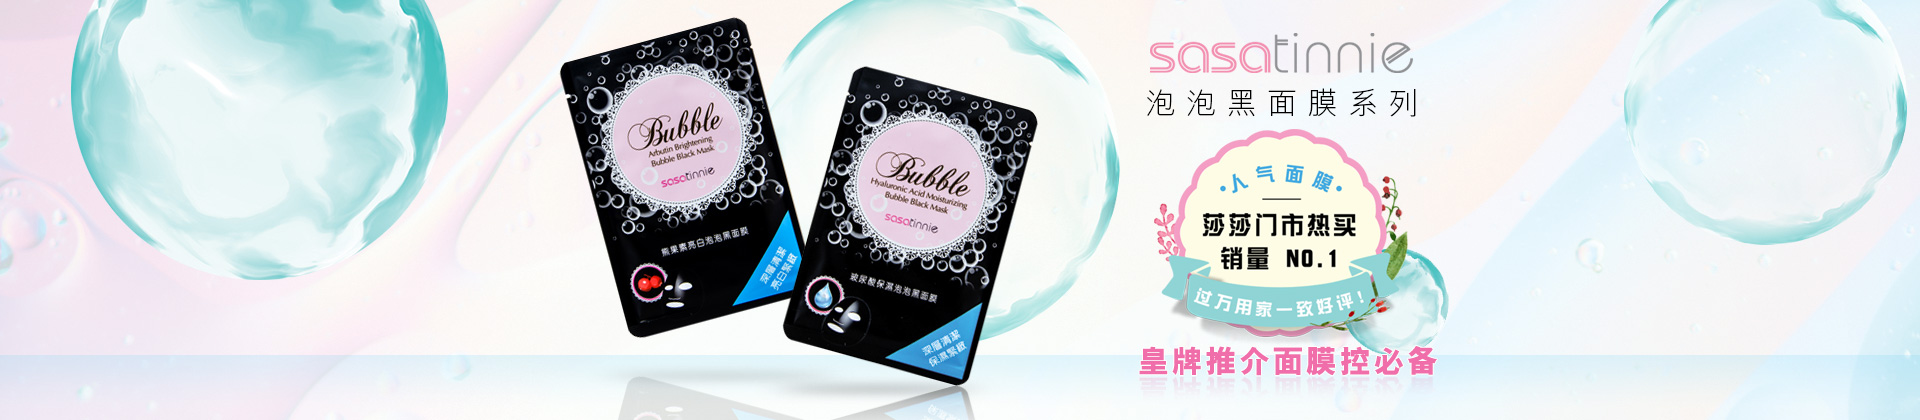 Bubble
Arbutin Brightening
Bubble Black Mask
sasatinnie
熊果素亮白泡泡黑面膜
深層清潔
亮白緊緻
Bubble
Hyaluronic Acid Moisturizing
Bubble Black Mask
sasatinnie
玻尿酸保濕泡泡黑面膜
深層清潔
保濕緊緻
sasatinnie
泡泡黑面膜系列
·人气面膜·
莎莎门市热买
销量 NO.1
过万用家一致好评!
皇牌推介面膜控必备